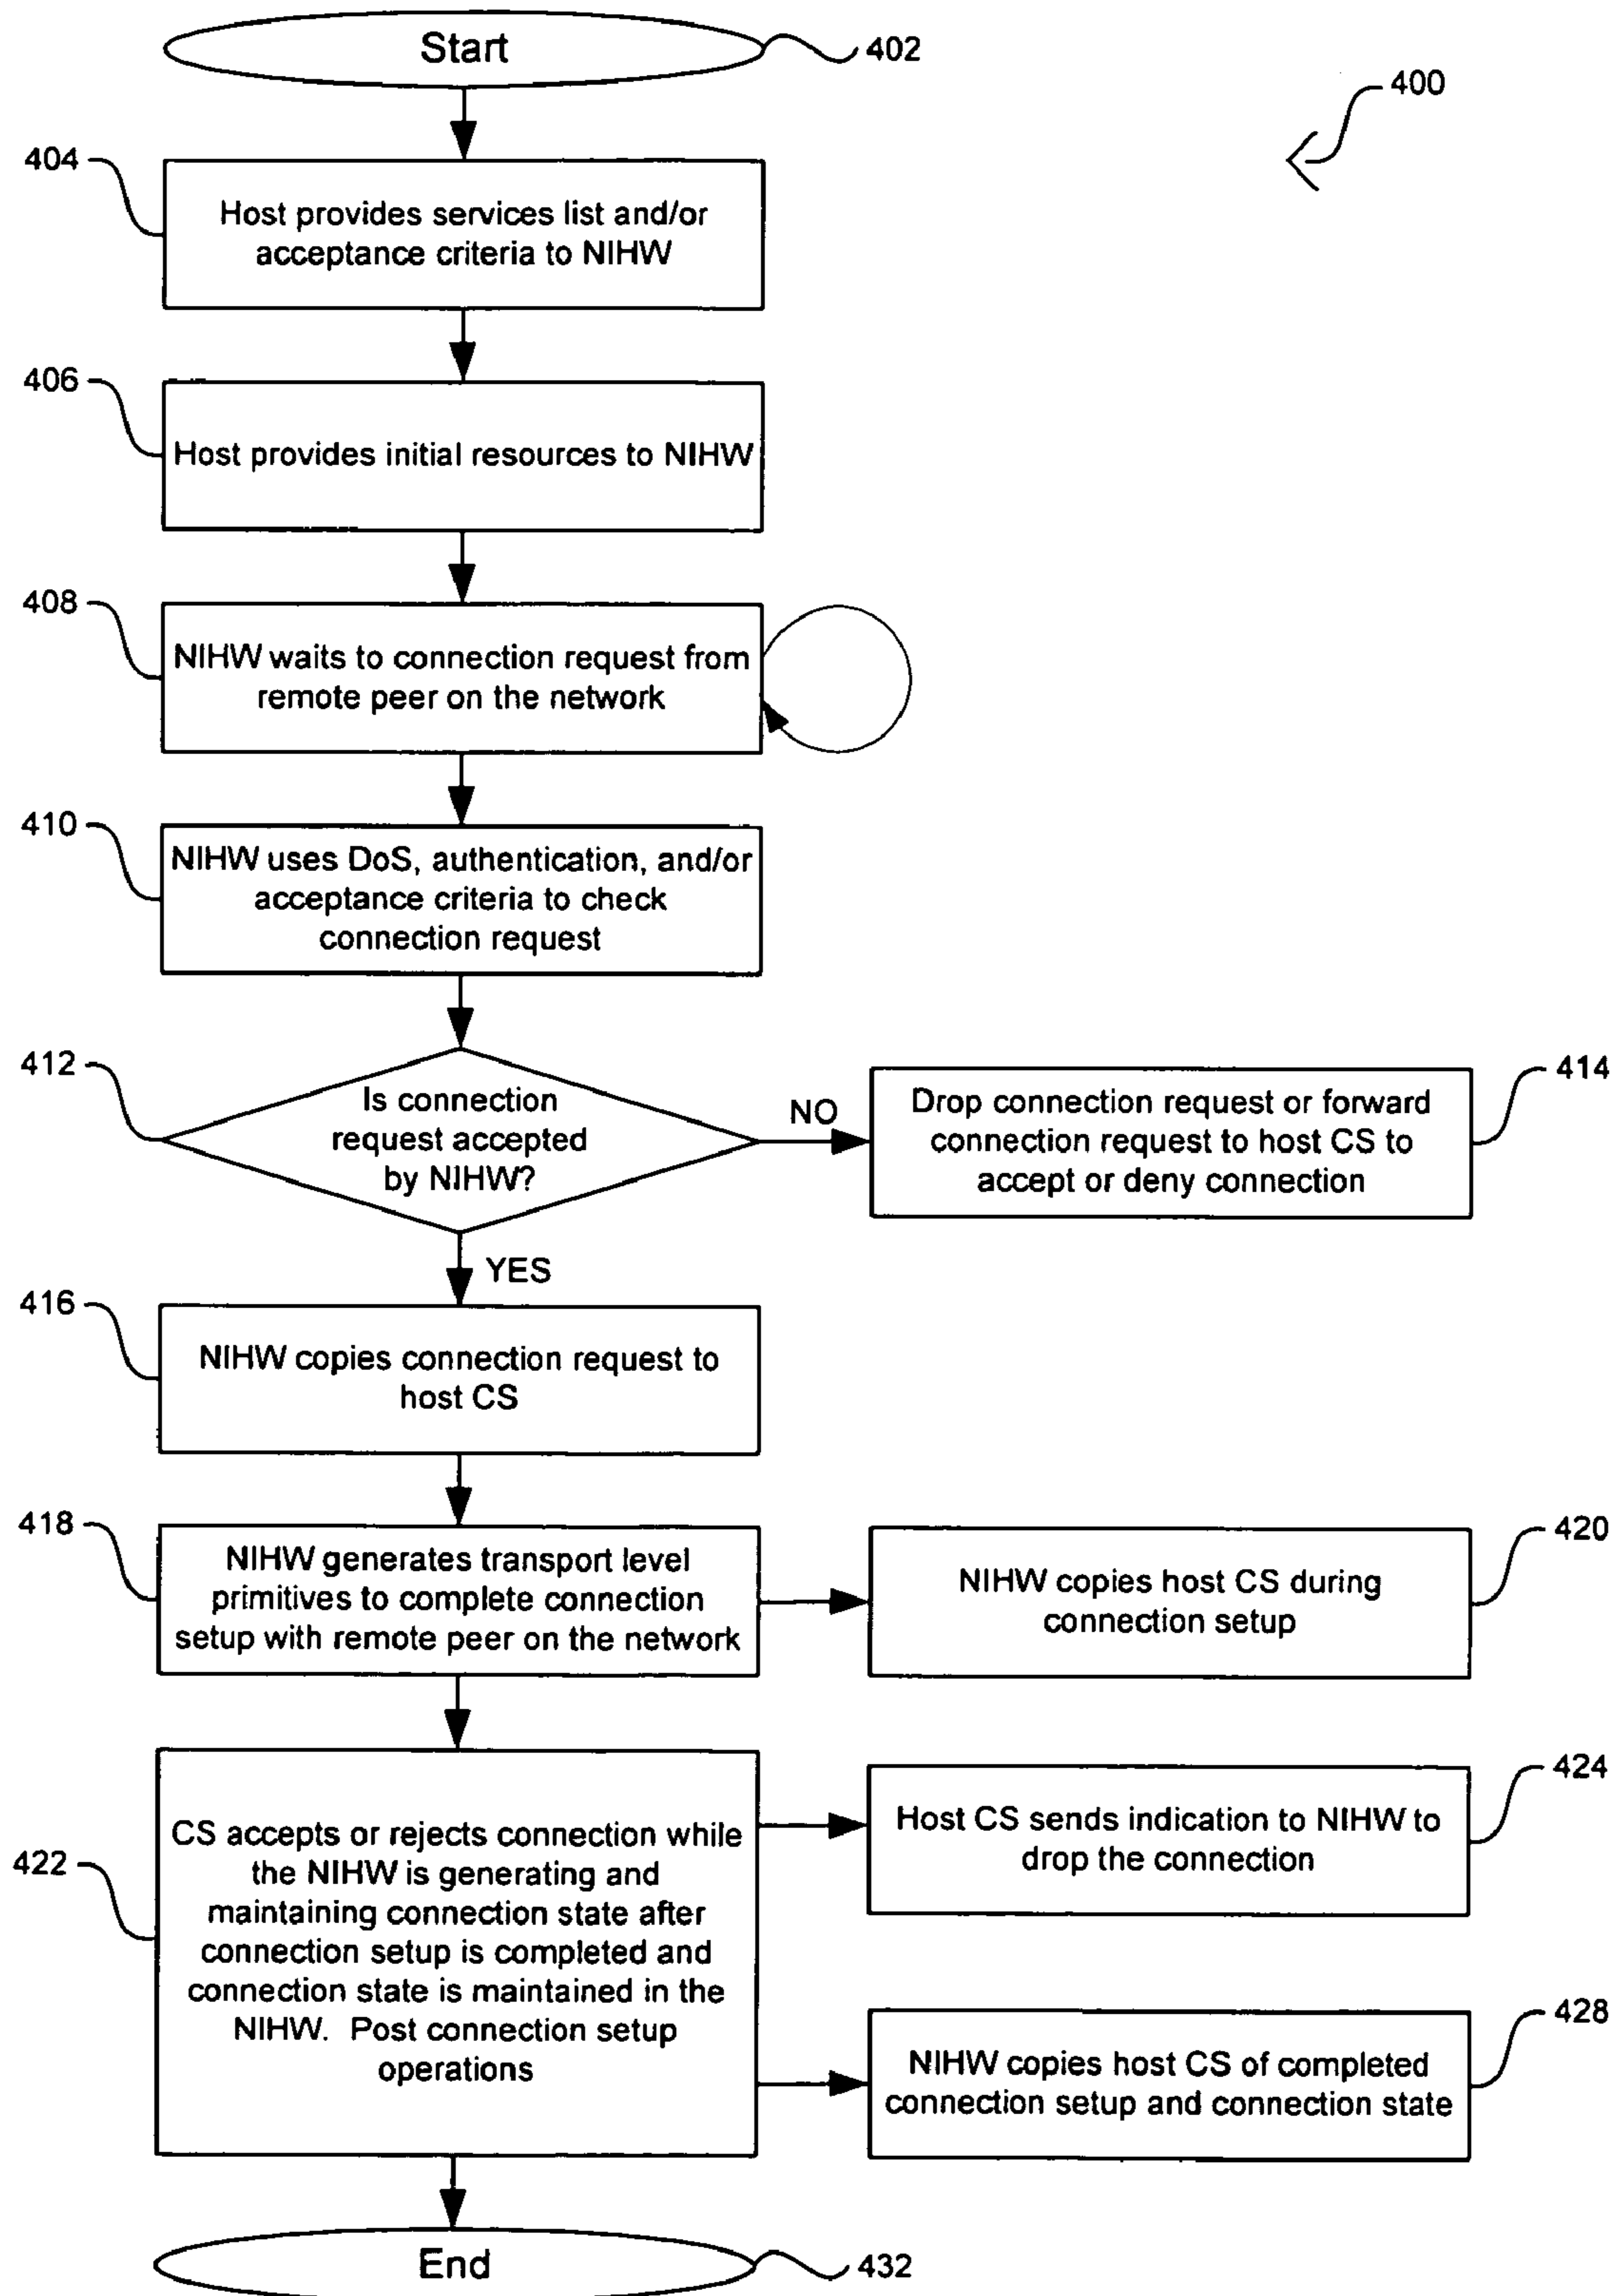 Start
402
400
404
Host provides services list and/or
acceptance criteria to NIHW
406
Host provides initial resources to NIHW
408
NIHW waits to connection request from
remote peer on the network
410
NIHW uses DoS, authentication, and/or
acceptance criteria to check
connection request
412
Is connection
request accepted
by NIHW?
NO
414
Drop connection request or forward
connection request to host CS to
accept or deny connection
YES
416
NIHW copies connection request to
host CS
418
NIHW generates transport level
primitives to complete connection
setup with remote peer on the network
420
NIHW copies host CS during
connection setup
422
CS accepts or rejects connection while
the NIHW is generating and
maintaining connection state after
connection setup is completed and
connection state is maintained in the
NIHW. Post connection setup
operations
424
Host CS sends indication to NIHW to
drop the connection
428
NIHW copies host CS of completed
connection setup and connection state
End
432